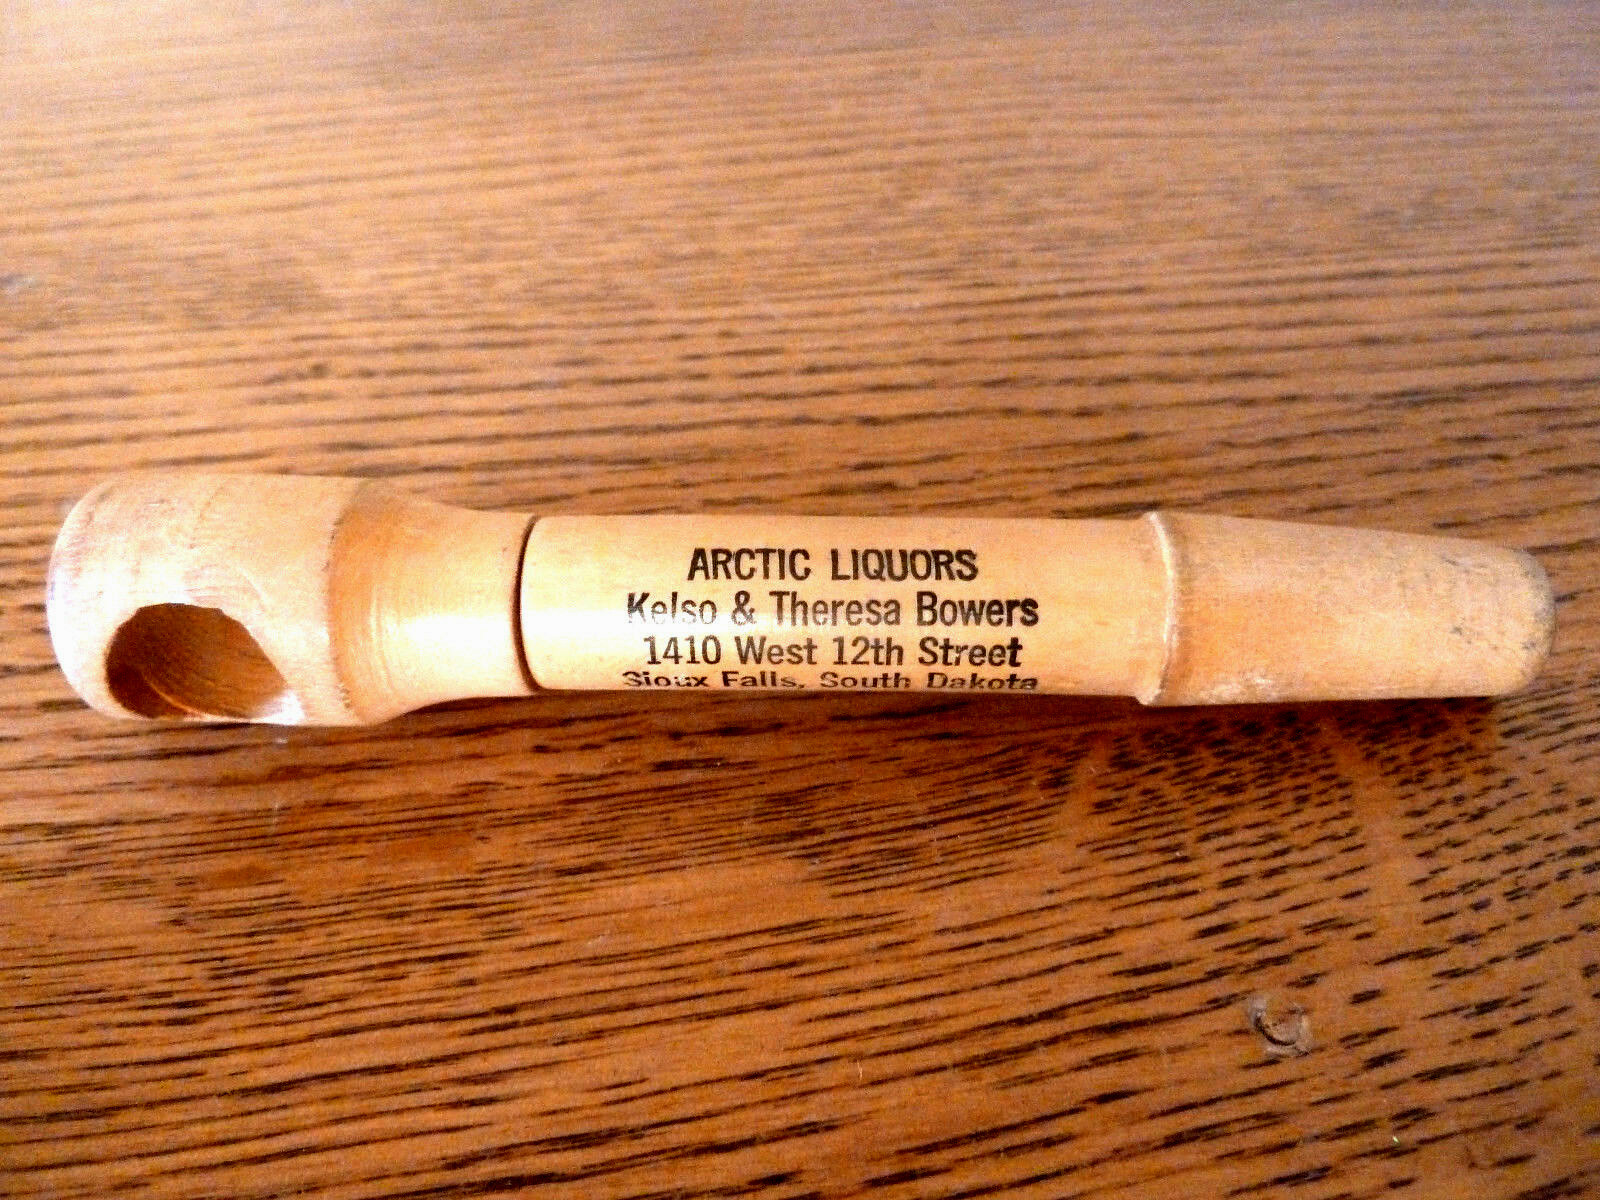 ARCTIC LIQUORS
Kelso & Theresa Bowers
1410 West 12th Street
Sioux Falls, South Dakota